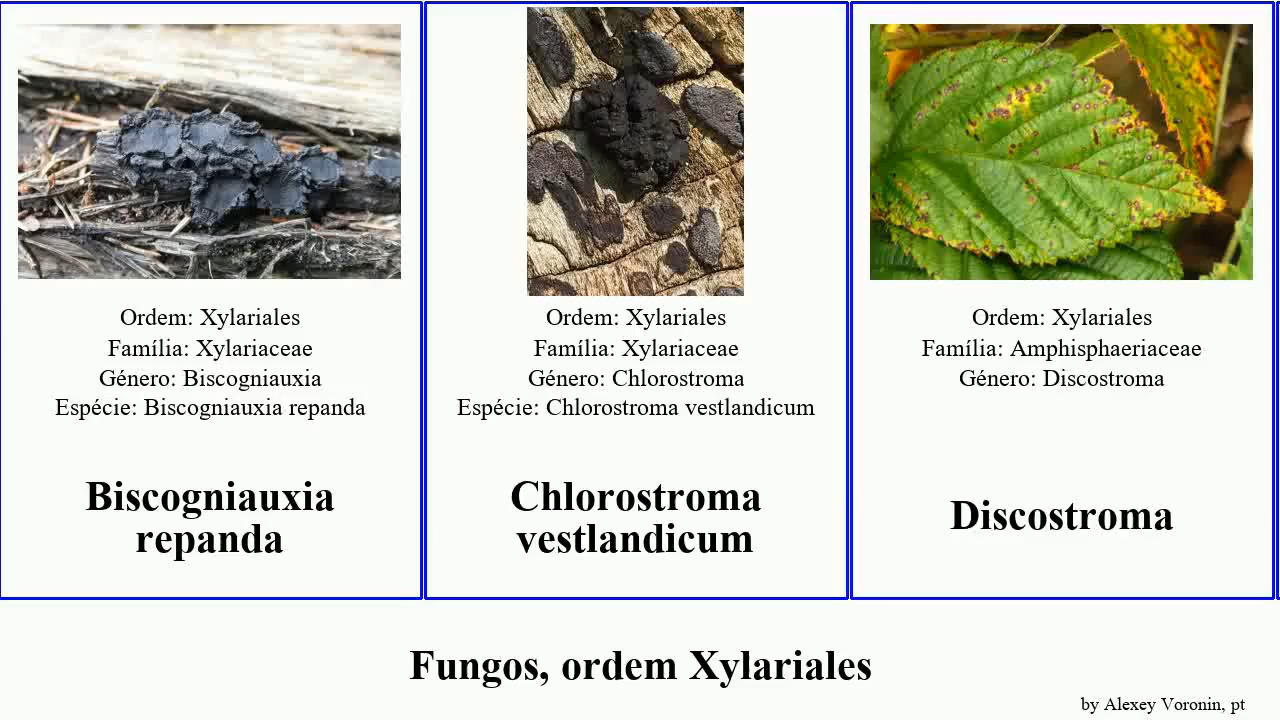 Ordem: Xylariales
Família: Xylariaceae
Género: Biscogniauxia
Espécie: Biscogniauxia repanda
Biscogniauxia
repanda
Ordem: Xylariales
Família: Xylariaceae
Género: Chlorostroma
Espécie: Chlorostroma vestlandicum
Chlorostroma
vestlandicum
Ordem: Xylariales
Família: Amphisphaeriaceae
Género: Discostroma
Discostroma
Fungos, ordem Xylariales
by Alexey Voronin, pt